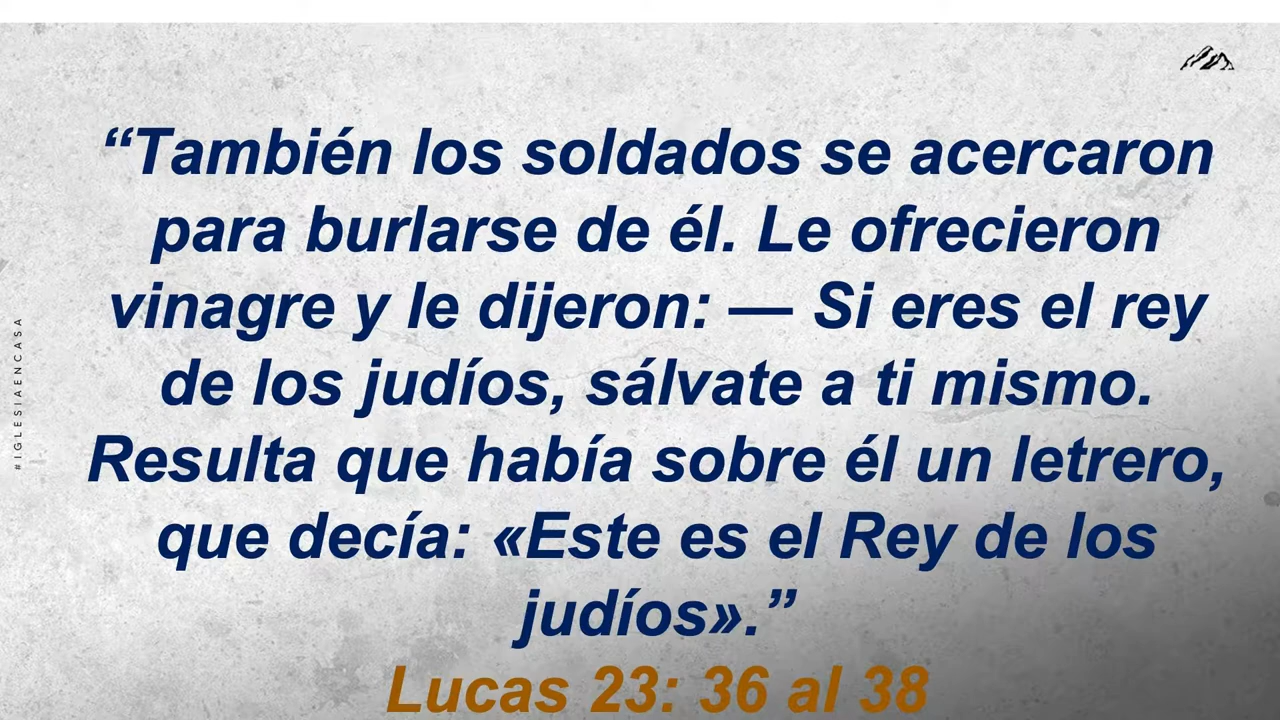 “También los soldados se acercaron
para burlarse de él. Le ofrecieron
vinagre y le dijeron: — Si eres el rey
de los judíos, sálvate a ti mismo.
Resulta que había sobre él un letrero,
que decía: «Este es el Rey de los
judíos».”
Lucas 23: 36 al 38
#IGLESIAENCASA